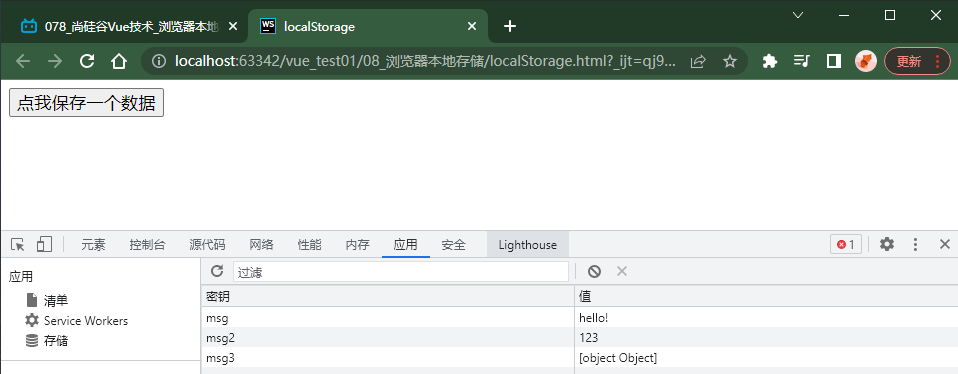 078_尚硅谷Vue技术_浏览器本地
localStorage
localhost:63342/vue_test01/08_浏览器本地存储/localStorage.html?_ijt=qj9...
更新
点我保存一个数据
元素 控制台 源代码 网络 性能 内存 应用 安全 Lighthouse 1
应用
过滤
清单
Service Workers
存储
密钥 值
msg hello!
msg2 123
msg3 [object Object]